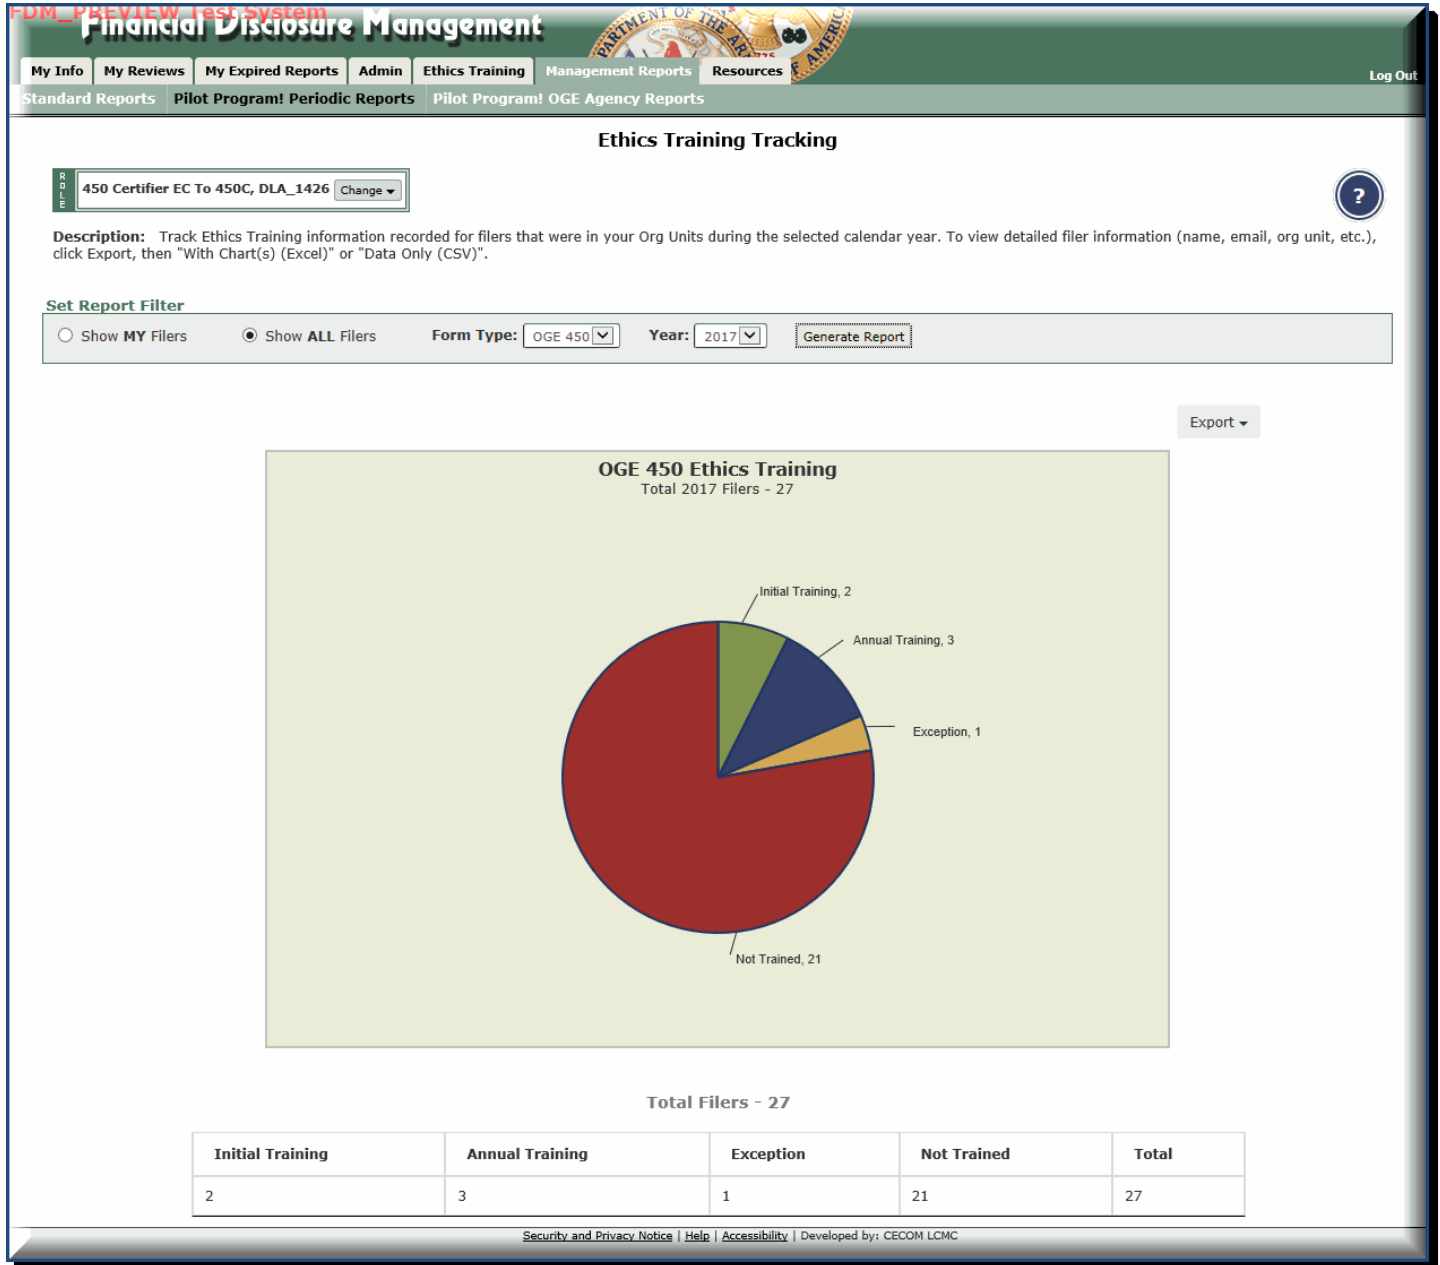 FDM_PREVIEW Test System
Financial Disclosure Management
My Info My Reviews My Expired Reports Admin Ethics Training Management Reports Resources
Log Out
Standard Reports Pilot Program! Periodic Reports Pilot Program! OGE Agency Reports
Ethics Training Tracking
ROLE
450 Certifier EC To 450C, DLA_1426 Change
?
Description: Track Ethics Training information recorded for filers that were in your Org Units during the selected calendar year. To view detailed filer information (name, email, org unit, etc.),
click Export, then "With Chart(s) (Excel)" or "Data Only (CSV)".
Set Report Filter
Show MY Filers Show ALL Filers Form Type: OGE 450 Year: 2017 Generate Report
Export
OGE 450 Ethics Training
Total 2017 Filers - 27
Initial Training, 2
Annual Training, 3
Exception, 1
Not Trained, 21
Total Filers - 27
Initial Training Annual Training Exception Not Trained Total
2 3 1 21 27
Security and Privacy Notice | Help | Accessibility | Developed by: CECOM LCMC